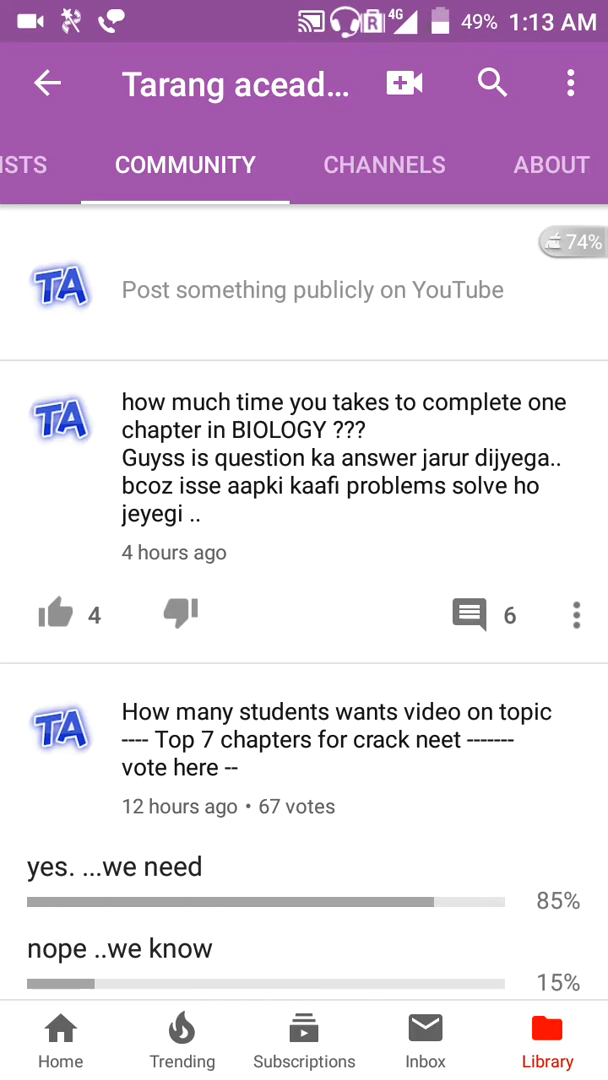 R 4G 49% 1:13 AM
Tarang acead...
ISTS COMMUNITY CHANNELS ABOUT
74%
TA Post something publicly on YouTube
TA how much time you takes to complete one
chapter in BIOLOGY ???
Guyss is question ka answer jarur dijyega..
bcoz isse aapki kaafi problems solve ho
jeyegi ..
4 hours ago
4 6
TA How many students wants video on topic
---- Top 7 chapters for crack neet -------
vote here --
12 hours ago • 67 votes
yes. ...we need
85%
nope ..we know
15%
Home Trending Subscriptions Inbox Library